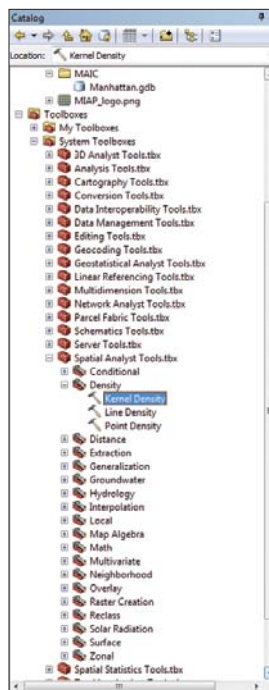 Catalog
Location: Kernel Density
MAIC
Manhattan.gdb
MIAP_logo.png
Toolboxes
My Toolboxes
System Toolboxes
3D Analyst Tools.tbx
Analysis Tools.tbx
Cartography Tools.tbx
Conversion Tools.tbx
Data Interoperability Tools.tbx
Data Management Tools.tbx
Editing Tools.tbx
Geocoding Tools.tbx
Geostatistical Analyst Tools.tbx
Linear Referencing Tools.tbx
Multidimension Tools.tbx
Network Analyst Tools.tbx
Parcel Fabric Tools.tbx
Schematics Tools.tbx
Server Tools.tbx
Spatial Analyst Tools.tbx
Conditional
Density
Kernel Density
Line Density
Point Density
Distance
Extraction
Generalization
Groundwater
Hydrology
Interpolation
Local
Map Algebra
Math
Multivariate
Neighborhood
Overlay
Raster Creation
Reclass
Solar Radiation
Surface
Zonal
Spatial Statistics Tools.tbx